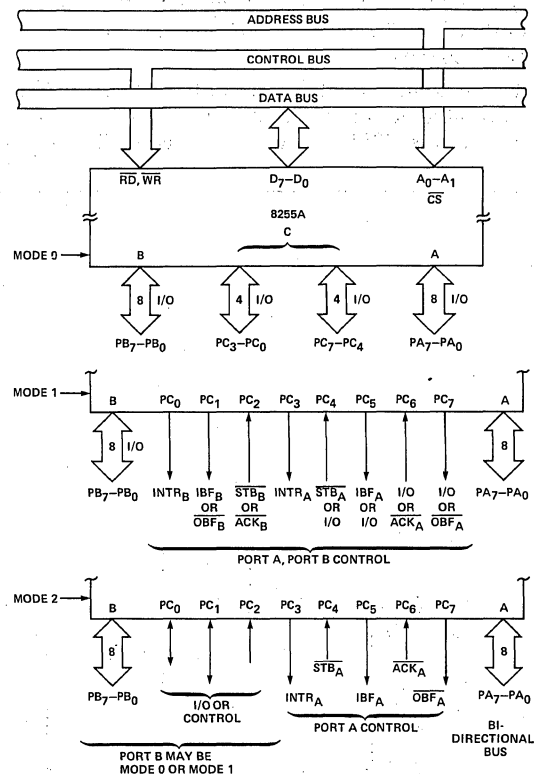 ADDRESS BUS
CONTROL BUS
DATA BUS
RD, WR
D7–D0
A0–A1
CS
8255A
C
MODE 0
B
A
8 I/O
4 I/O
4 I/O
8 I/O
PB7–PB0
PC3–PC0
PC7–PC4
PA7–PA0
MODE 1
B PC0 PC1 PC2 PC3 PC4 PC5 PC6 PC7 A
8 I/O
8
PB7–PB0
INTRB
IBFB
OR
OBFB
STBB
OR
ACKB
INTRA
STBA
OR
I/O
IBFA
OR
I/O
I/O
OR
ACKA
I/O
OR
OBFA
PA7–PA0
PORT A, PORT B CONTROL
MODE 2
B PC0 PC1 PC2 PC3 PC4 PC5 PC6 PC7 A
8
8
PB7–PB0
I/O OR
CONTROL
STBA
ACKA
INTRA
IBFA
OBFA
PA7–PA0
PORT A CONTROL
BI-
DIRECTIONAL
BUS
PORT B MAY BE
MODE 0 OR MODE 1